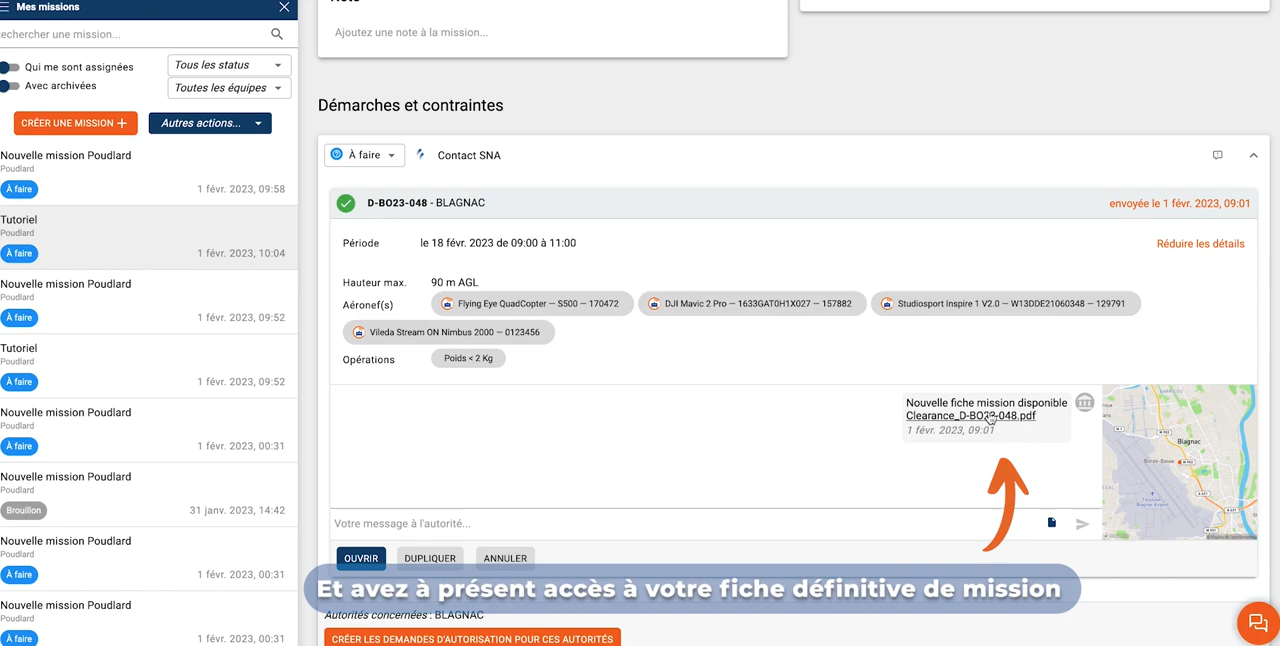 Mes missions
echercher une mission...
Qui me sont assignées
Tous les status
Avec archivées
Toutes les équipes
CRÉER UNE MISSION +
Autres actions...
Nouvelle mission Poudlard
Poudlard
À faire
1 févr. 2023, 09:58
Tutoriel
Poudlard
À faire
1 févr. 2023, 10:04
Nouvelle mission Poudlard
Poudlard
À faire
1 févr. 2023, 09:52
Tutoriel
Poudlard
À faire
1 févr. 2023, 09:52
Nouvelle mission Poudlard
Poudlard
À faire
1 févr. 2023, 00:31
Nouvelle mission Poudlard
Poudlard
Brouillon
31 janv. 2023, 14:42
Nouvelle mission Poudlard
Poudlard
À faire
1 févr. 2023, 00:31
Nouvelle mission Poudlard
Poudlard
À faire
1 févr. 2023, 00:31
Note
Ajoutez une note à la mission...
Démarches et contraintes
À faire
Contact SNA
D-BO23-048 - BLAGNAC
envoyée le 1 févr. 2023, 09:01
Période
le 18 févr. 2023 de 09:00 à 11:00
Réduire les détails
Hauteur max.
90 m AGL
Aéronef(s)
Flying Eye QuadCopter — S500 — 170472
DJI Mavic 2 Pro — 1633GAT0H1X027 — 157882
Studiosport Inspire 1 V2.0 — W13DDE21060348 — 129791
Vileda Stream ON Nimbus 2000 — 0123456
Opérations
Poids < 2 Kg
Nouvelle fiche mission disponible
Clearance_D-BO23-048.pdf
1 févr. 2023, 09:01
Blagnac
Votre message à l'autorité...
OUVRIR
DUPLIQUER
ANNULER
Et avez à présent accès à votre fiche définitive de mission
Autorités concernées : BLAGNAC
CRÉER LES DEMANDES D'AUTORISATION POUR CES AUTORITÉS